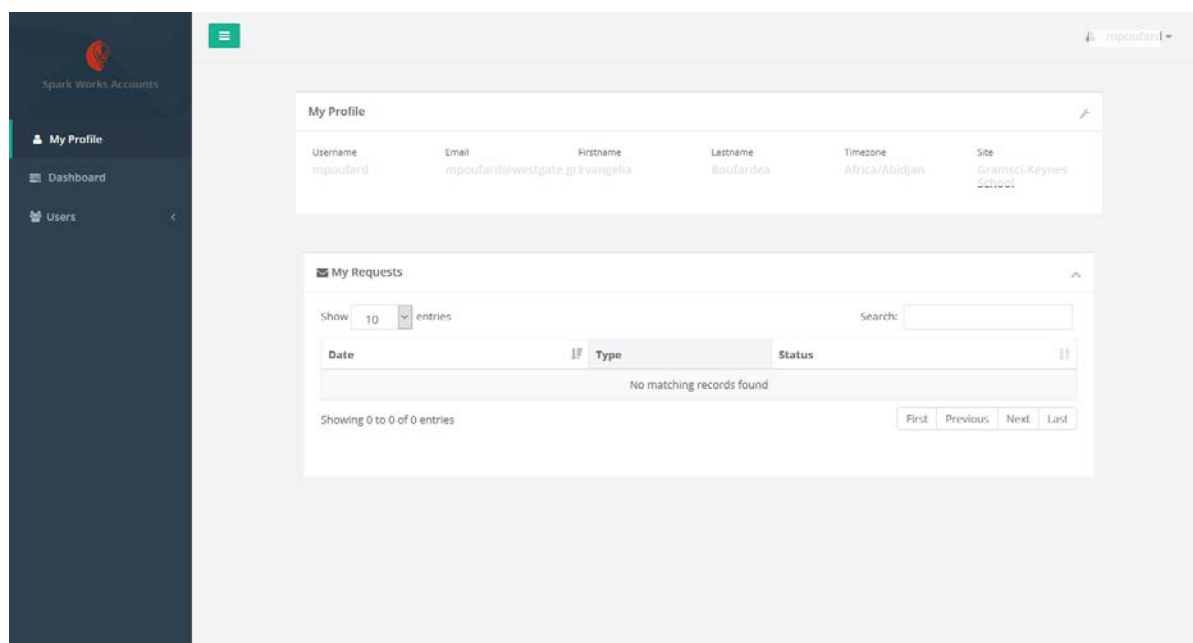 mpoufard
Spark Works Accounts
My Profile
Dashboard
Users
My Profile
Username Email Firstname Lastname Timezone Site
mpoufard mpoufard@westgate.gr Evangelia Boufardea Africa/Abidjan Gramsci-Keynes
School
My Requests
Show 10 entries Search:
Date Type Status
No matching records found
Showing 0 to 0 of 0 entries First Previous Next Last